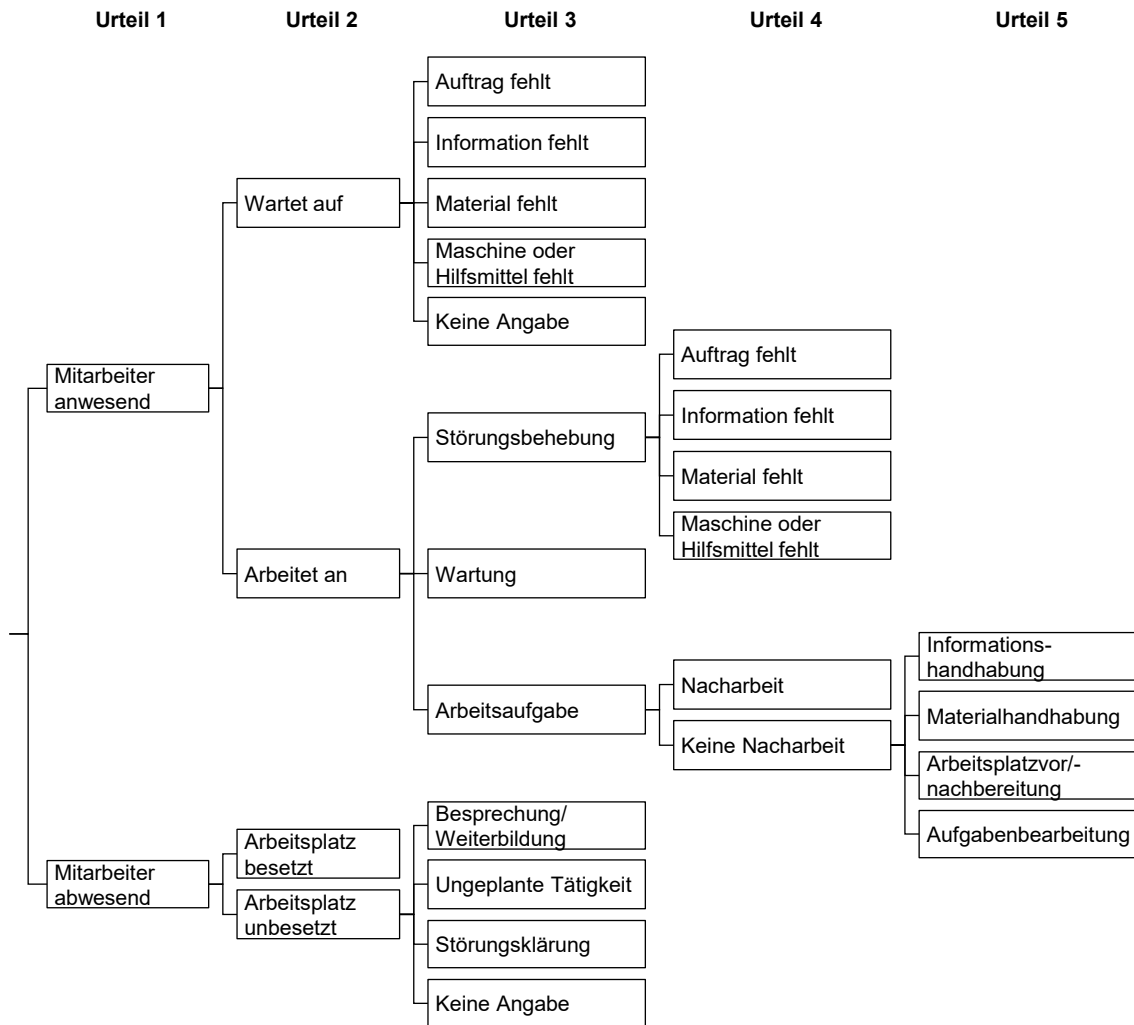 Urteil 1
Urteil 2
Urteil 3
Urteil 4
Urteil 5
Mitarbeiter
anwesend
Wartet auf
Auftrag fehlt
Information fehlt
Material fehlt
Maschine oder
Hilfsmittel fehlt
Keine Angabe
Arbeitet an
Störungsbehebung
Auftrag fehlt
Information fehlt
Material fehlt
Maschine oder
Hilfsmittel fehlt
Wartung
Arbeitsaufgabe
Nacharbeit
Keine Nacharbeit
Informations-
handhabung
Materialhandhabung
Arbeitsplatzvor/-
nachbereitung
Aufgabenbearbeitung
Mitarbeiter
abwesend
Arbeitsplatz
besetzt
Arbeitsplatz
unbesetzt
Besprechung/
Weiterbildung
Ungeplante Tätigkeit
Störungsklärung
Keine Angabe